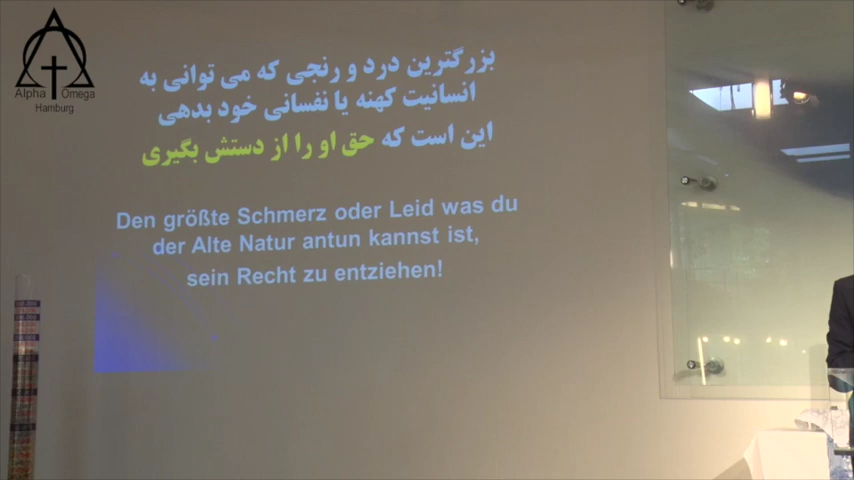 Alpha Omega
Hamburg
بزرگترین درد و رنجی که می توانی به
انسانیت کهنه یا نفسانی خود بدهی
این است که حق او را از دستش بگیری
Den größte Schmerz oder Leid was du
der Alte Natur antun kannst ist,
sein Recht zu entziehen!